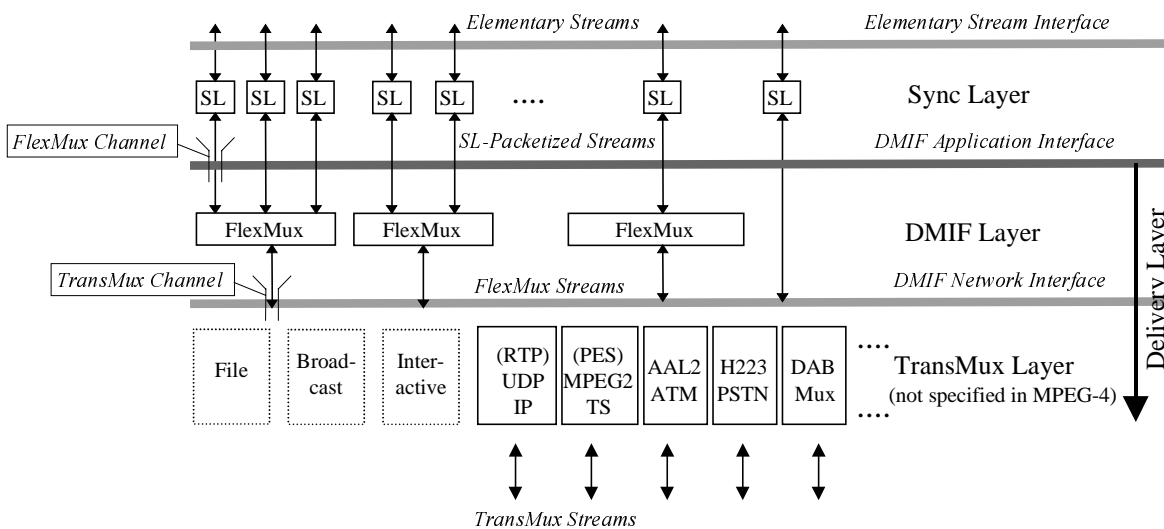 Elementary Streams
Elementary Stream Interface
SL
SL
SL
SL
SL
....
SL
SL
Sync Layer
FlexMux Channel
SL-Packetized Streams
DMIF Application Interface
FlexMux
FlexMux
FlexMux
DMIF Layer
Delivery Layer
TransMux Channel
FlexMux Streams
DMIF Network Interface
File
Broad-
cast
Inter-
active
(RTP)
UDP
IP
(PES)
MPEG2
TS
AAL2
ATM
H223
PSTN
DAB
Mux
....
....
TransMux Layer
(not specified in MPEG-4)
TransMux Streams